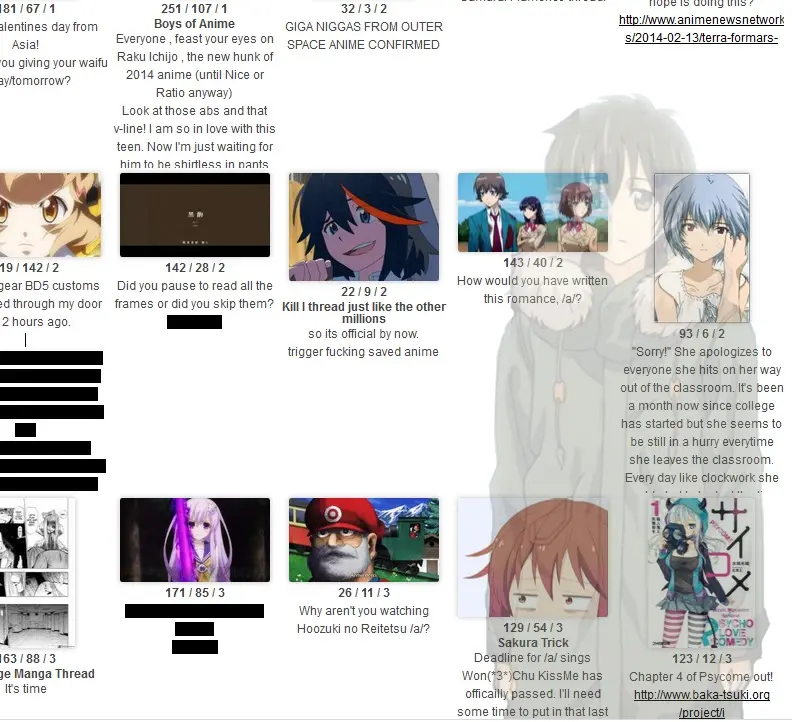 181 / 67 / 1
alentines day from
Asia!
you giving your waifu
ay/tomorrow?
251 / 107 / 1
Boys of Anime
Everyone , feast your eyes on
Raku Ichijo , the new hunk of
2014 anime (until Nice or
Ratio anyway)
Look at those abs and that
v-line! I am so in love with this
teen. Now I'm just waiting for
him to be shirtless in pants
32 / 3 / 2
GIGA NIGGAS FROM OUTER
SPACE ANIME CONFIRMED
nope is doing this?
http://www.animenewsnetwork
s/2014-02-13/terra-formars-
19 / 142 / 2
gear BD5 customs
ed through my door
2 hours ago.
142 / 28 / 2
Did you pause to read all the
frames or did you skip them?
22 / 9 / 2
Kill I thread just like the other
millions
so its official by now.
trigger fucking saved anime
143 / 40 / 2
How would you have written
this romance, /a/?
93 / 6 / 2
"Sorry!" She apologizes to
everyone she hits on her way
out of the classroom. It's been
a month now since college
has started but she seems to
be still in a hurry everytime
she leaves the classroom.
Every day like clockwork she
163 / 88 / 3
ge Manga Thread
It's time
171 / 85 / 3
26 / 11 / 3
Why aren't you watching
Hoozuki no Reitetsu /a/?
129 / 54 / 3
Sakura Trick
Deadline for /a/ sings
Won(*3*)Chu KissMe has
offically passed. I'll need
some time to put in that last
1
サイコメ
PSYCHO
LOVE
COMEDY
123 / 12 / 3
Chapter 4 of Psycome out!
http://www.baka-tsuki.org
/project/i